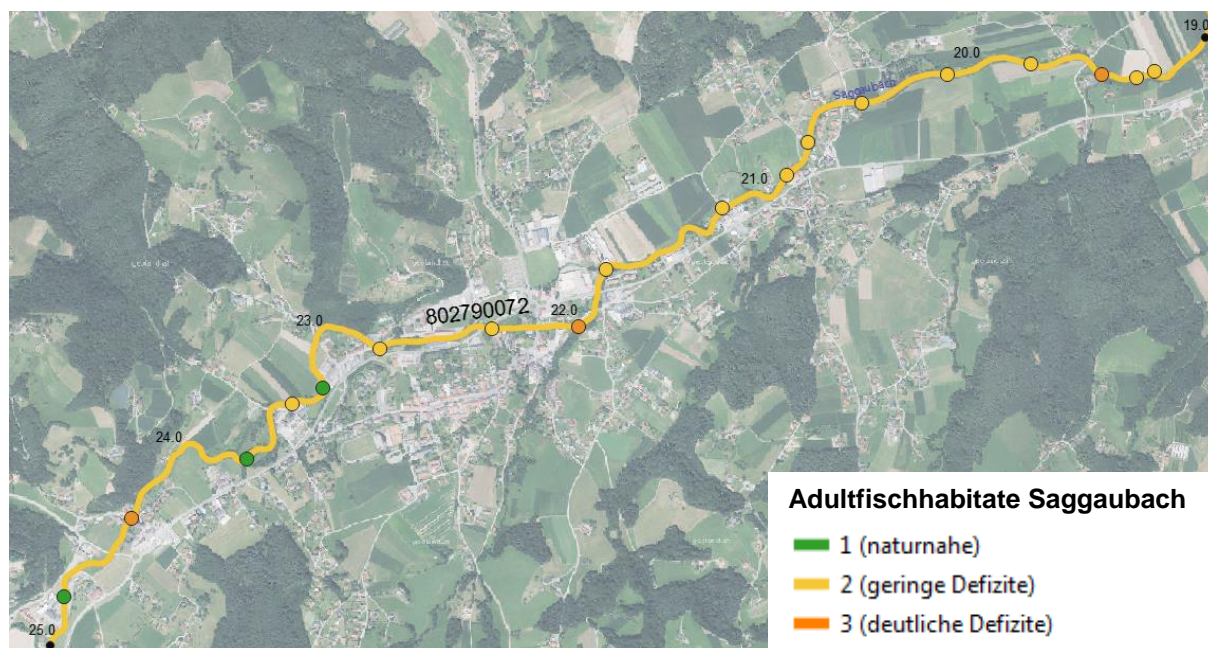 19.0
20.0
Saggaubach
21.0
22.0
802790072
23.0
24.0
25.0
Adultfischhabitate Saggaubach
1 (naturnahe)
2 (geringe Defizite)
3 (deutliche Defizite)